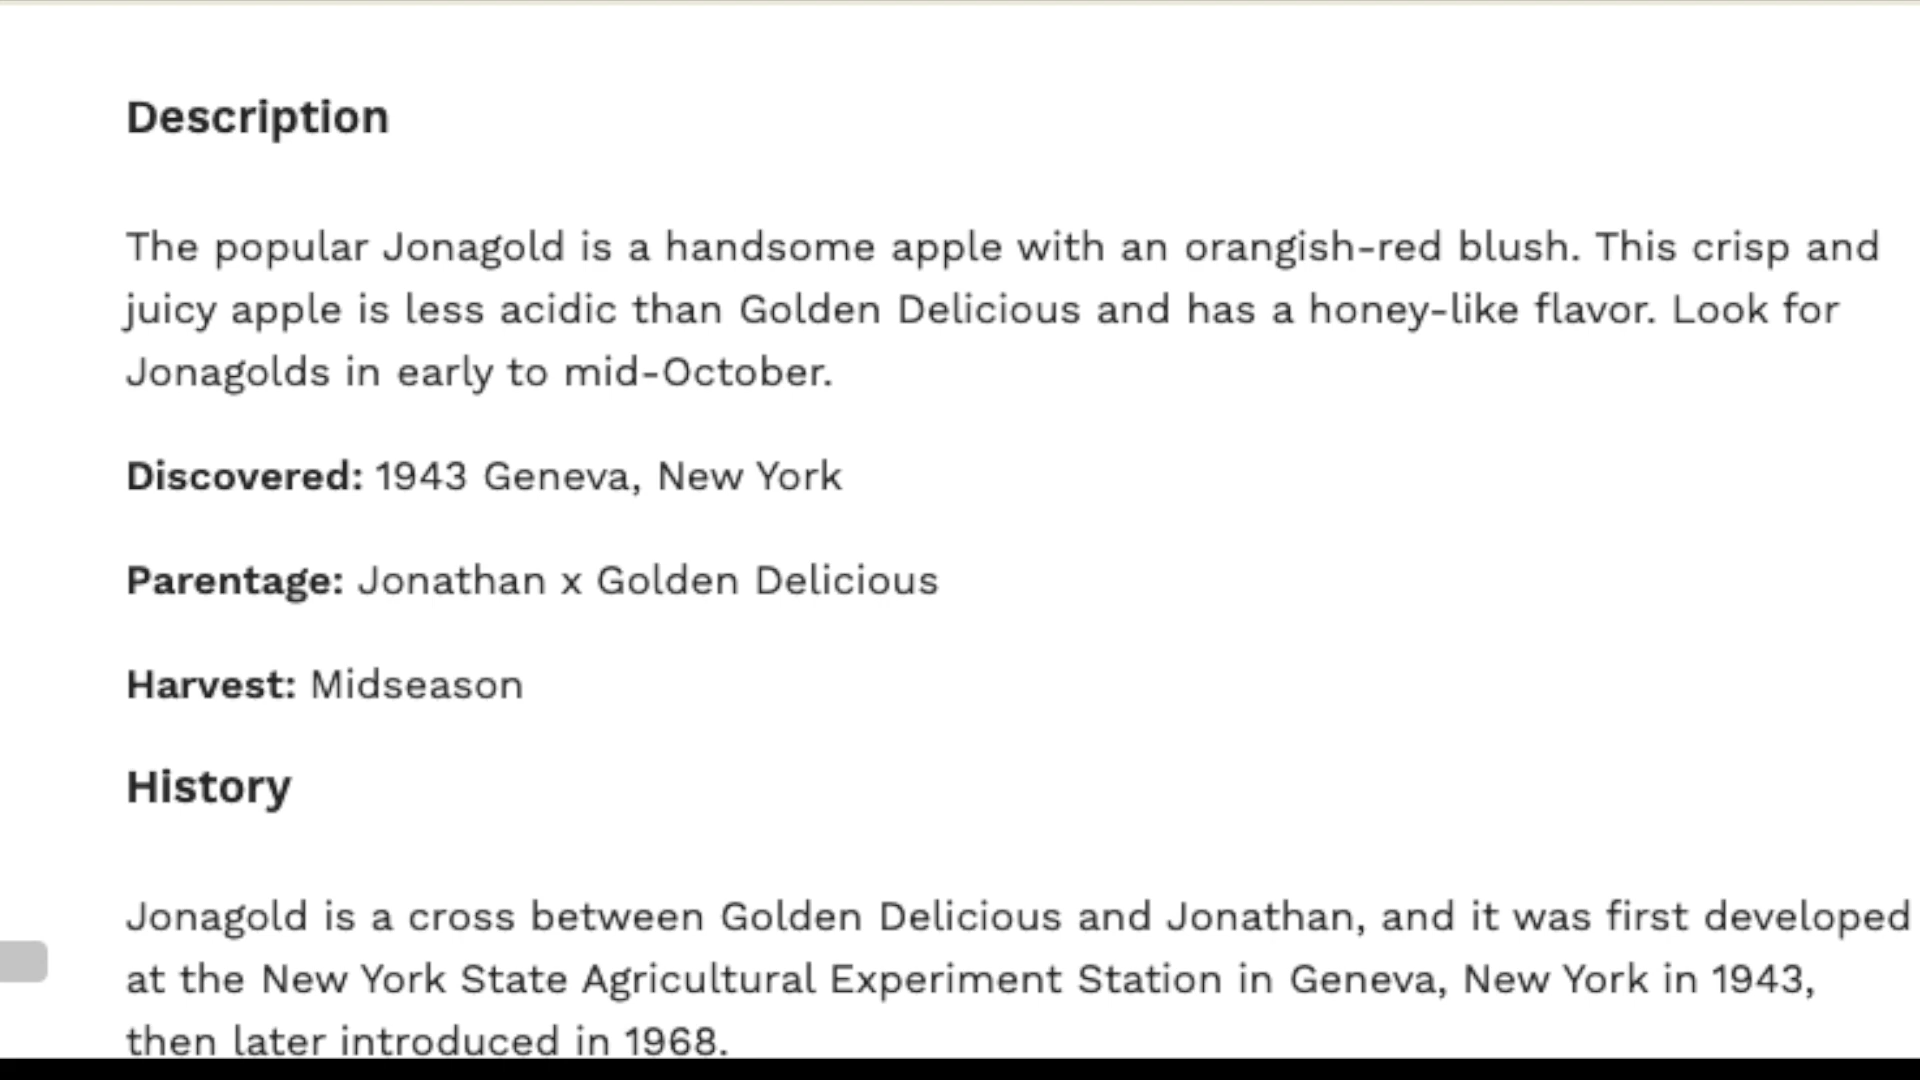 Description
The popular Jonagold is a handsome apple with an orangish-red blush. This crisp and
juicy apple is less acidic than Golden Delicious and has a honey-like flavor. Look for
Jonagolds in early to mid-October.
Discovered: 1943 Geneva, New York
Parentage: Jonathan x Golden Delicious
Harvest: Midseason
History
Jonagold is a cross between Golden Delicious and Jonathan, and it was first developed
at the New York State Agricultural Experiment Station in Geneva, New York in 1943,
then later introduced in 1968.